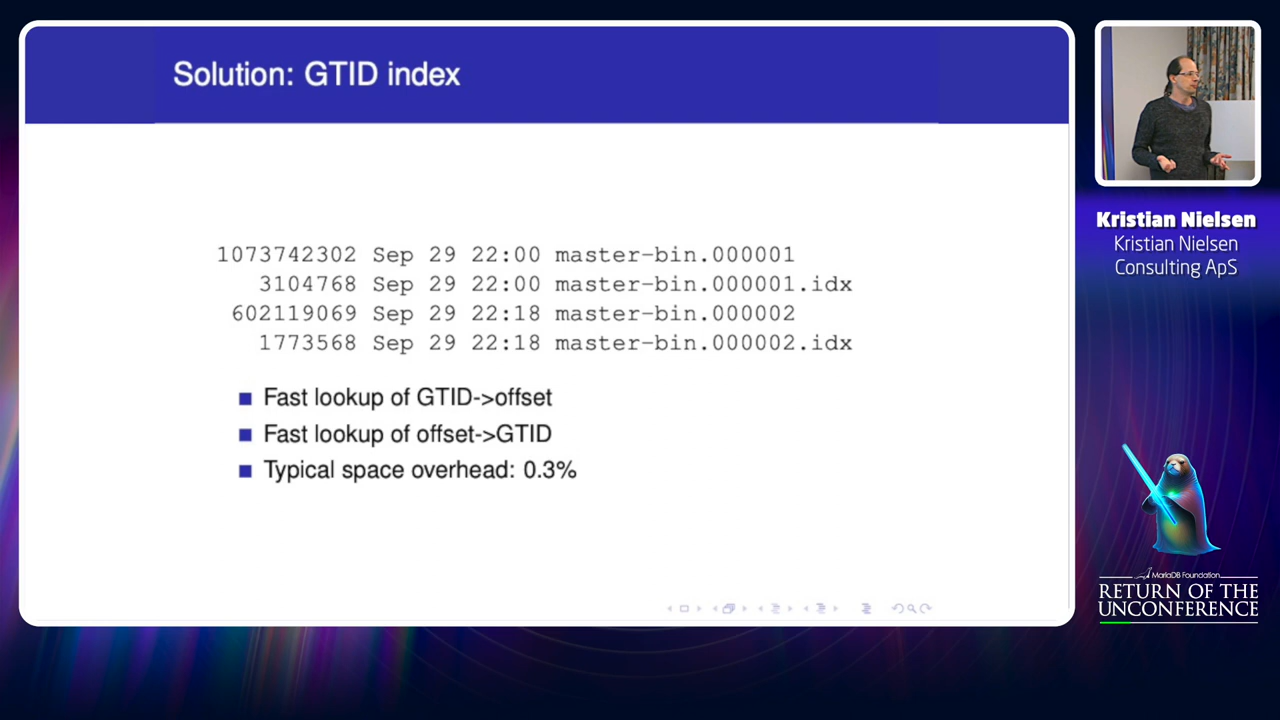 Solution: GTID index
1073742302 Sep 29 22:00 master-bin.000001
3104768 Sep 29 22:00 master-bin.000001.idx
602119069 Sep 29 22:18 master-bin.000002
1773568 Sep 29 22:18 master-bin.000002.idx
Fast lookup of GTID->offset
Fast lookup of offset->GTID
Typical space overhead: 0.3%
Kristian Nielsen
Kristian Nielsen
Consulting ApS
MariaDB Foundation
RETURN OF THE
UNCONFERENCE